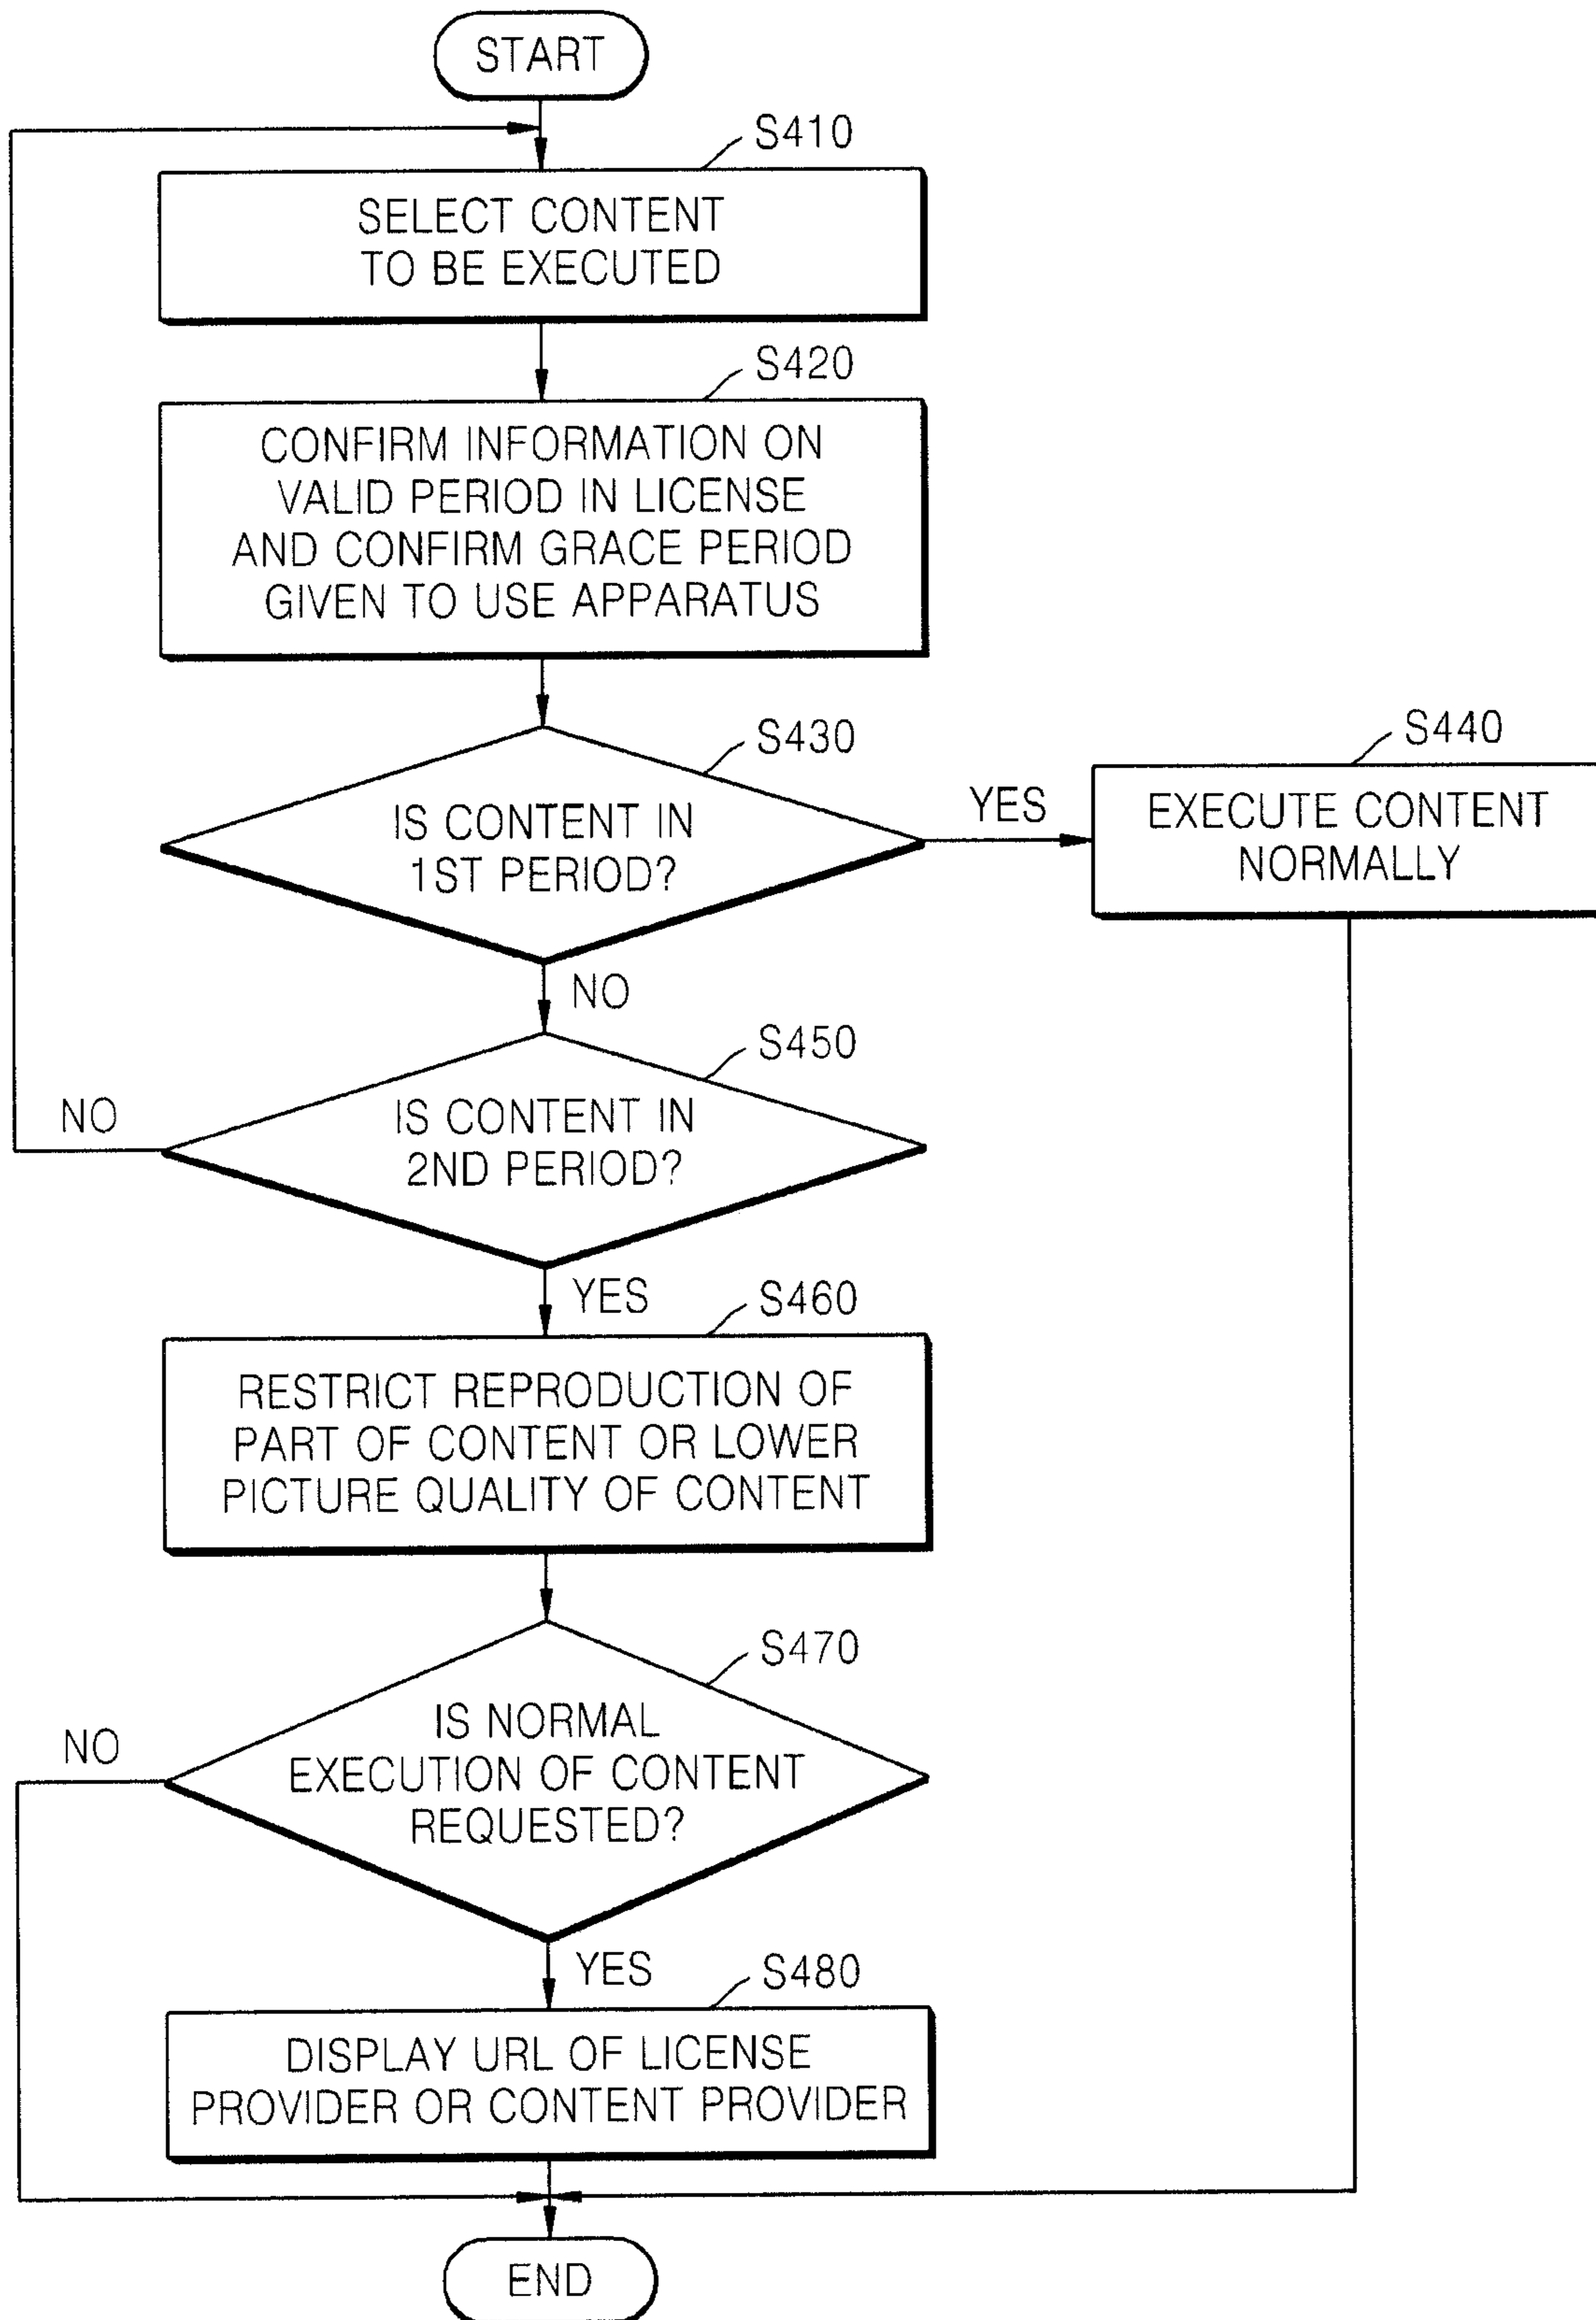 START
S410
SELECT CONTENT
TO BE EXECUTED
S420
CONFIRM INFORMATION ON
VALID PERIOD IN LICENSE
AND CONFIRM GRACE PERIOD
GIVEN TO USE APPARATUS
S430
IS CONTENT IN
1ST PERIOD?
YES
S440
EXECUTE CONTENT
NORMALLY
NO
S450
IS CONTENT IN
2ND PERIOD?
NO
YES
S460
RESTRICT REPRODUCTION OF
PART OF CONTENT OR LOWER
PICTURE QUALITY OF CONTENT
S470
IS NORMAL
EXECUTION OF CONTENT
REQUESTED?
NO
YES
S480
DISPLAY URL OF LICENSE
PROVIDER OR CONTENT PROVIDER
END